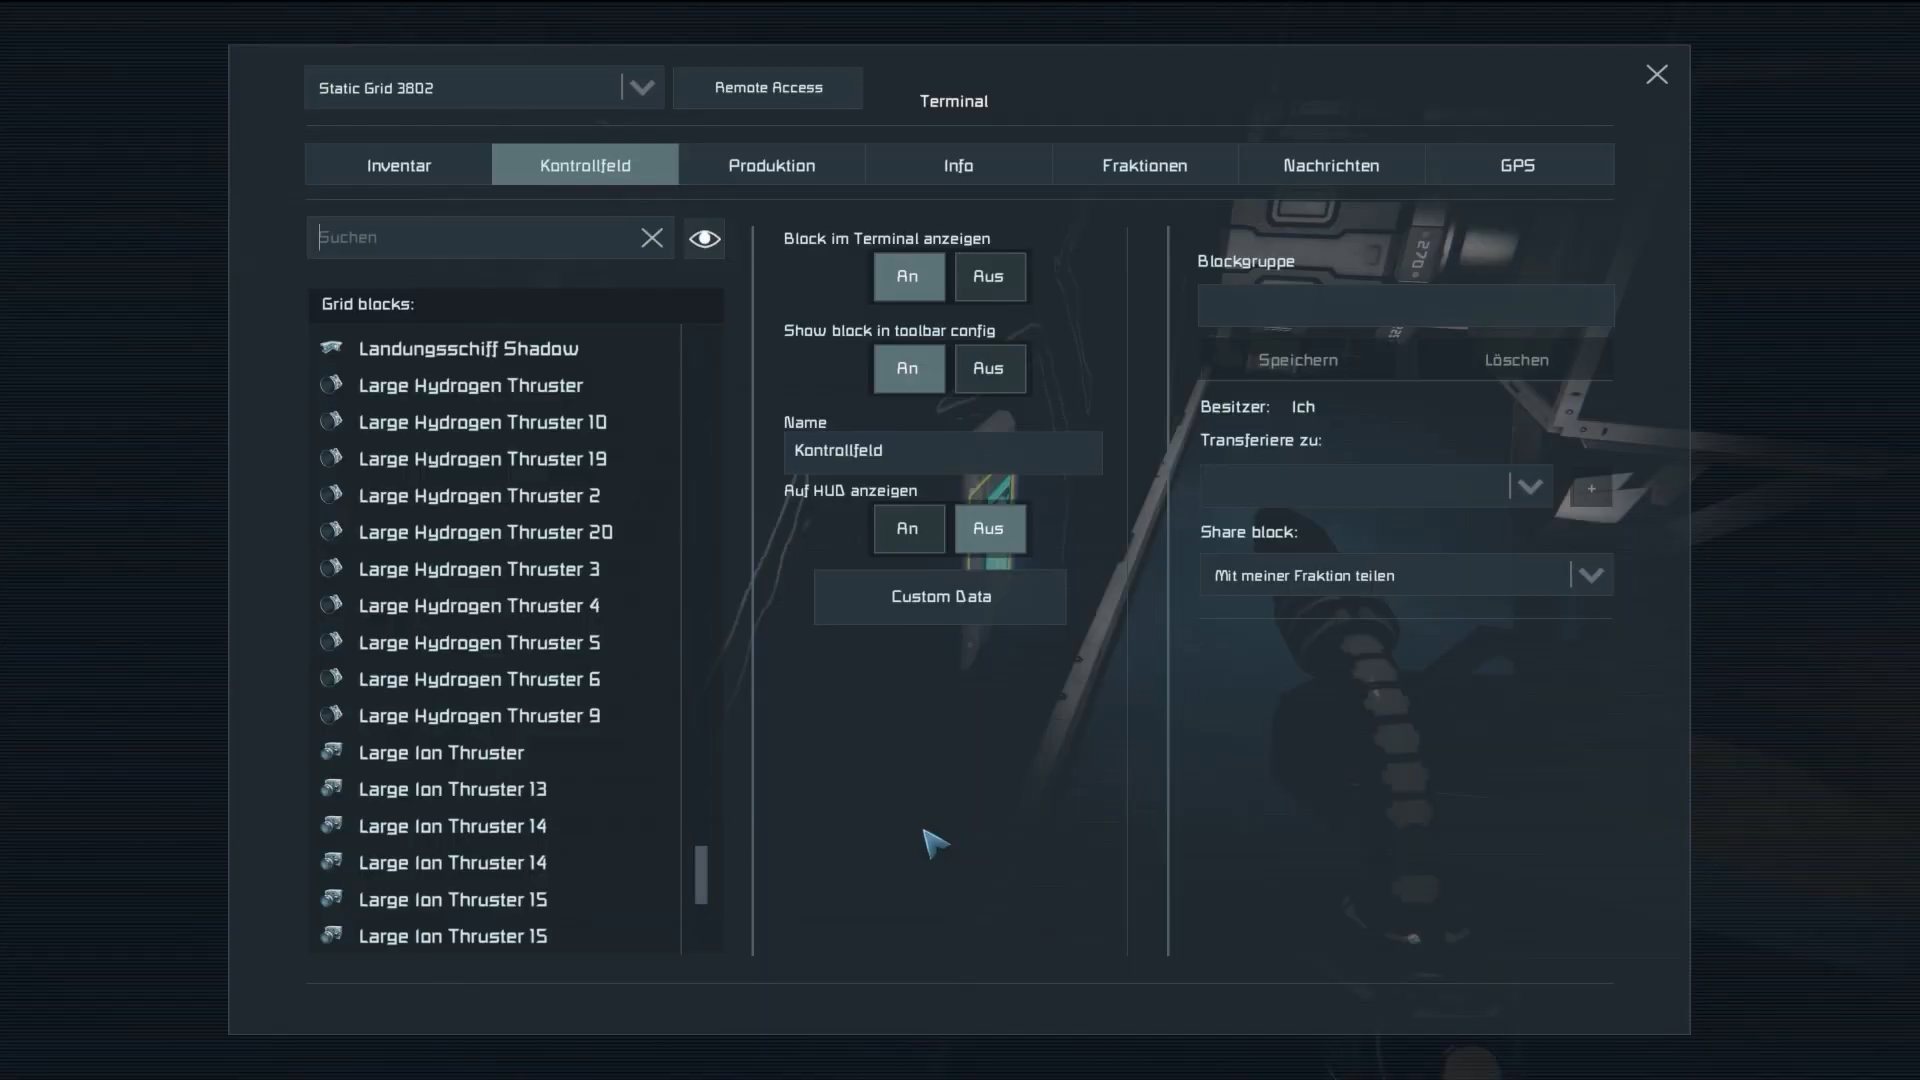 Static Grid 3802
Remote Access
Terminal
Inventar
Kontrollfeld
Produktion
Info
Fraktionen
Nachrichten
GPS
Suchen
Grid blocks:
Landungsschiff Shadow
Large Hydrogen Thruster
Large Hydrogen Thruster 10
Large Hydrogen Thruster 19
Large Hydrogen Thruster 2
Large Hydrogen Thruster 20
Large Hydrogen Thruster 3
Large Hydrogen Thruster 4
Large Hydrogen Thruster 5
Large Hydrogen Thruster 6
Large Hydrogen Thruster 9
Large Ion Thruster
Large Ion Thruster 13
Large Ion Thruster 14
Large Ion Thruster 14
Large Ion Thruster 15
Large Ion Thruster 15
Block im Terminal anzeigen
An Aus
Show block in toolbar config
An Aus
Name
Kontrollfeld
Auf HUD anzeigen
An Aus
Custom Data
270°
Blockgruppe
Speichern Löschen
Besitzer: Ich
Transferiere zu:
+
Share block:
Mit meiner Fraktion teilen